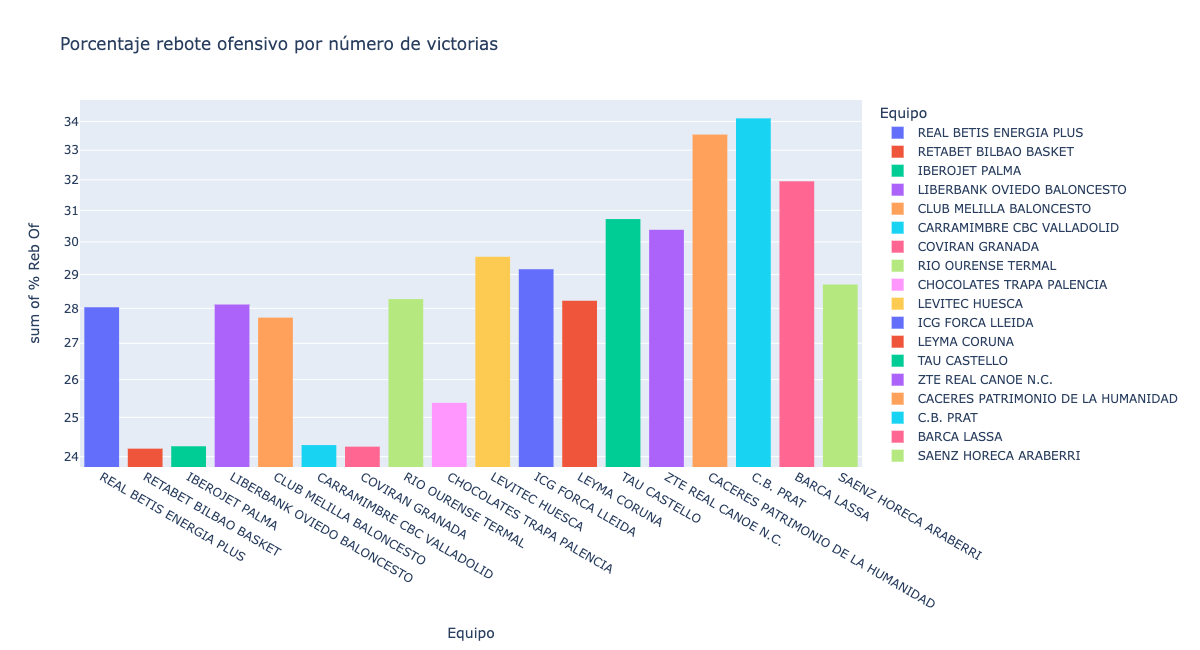 Porcentaje rebote ofensivo por número de victorias
sum of % Reb Of
34
33
32
31
30
29
28
27
26
25
24
REAL BETIS ENERGIA PLUS
RETABET BILBAO BASKET
IBEROJET PALMA
LIBERBANK OVIEDO BALONCESTO
CLUB MELILLA BALONCESTO
CARRAMIMBRE CBC VALLADOLID
COVIRAN GRANADA
RIO OURENSE TERMAL
CHOCOLATES TRAPA PALENCIA
LEVITEC HUESCA
ICG FORCA LLEIDA
LEYMA CORUNA
TAU CASTELLO
ZTE REAL CANOE N.C.
CACERES PATRIMONIO DE LA HUMANIDAD
C.B. PRAT
BARCA LASSA
SAENZ HORECA ARABERRI
Equipo
Equipo
REAL BETIS ENERGIA PLUS
RETABET BILBAO BASKET
IBEROJET PALMA
LIBERBANK OVIEDO BALONCESTO
CLUB MELILLA BALONCESTO
CARRAMIMBRE CBC VALLADOLID
COVIRAN GRANADA
RIO OURENSE TERMAL
CHOCOLATES TRAPA PALENCIA
LEVITEC HUESCA
ICG FORCA LLEIDA
LEYMA CORUNA
TAU CASTELLO
ZTE REAL CANOE N.C.
CACERES PATRIMONIO DE LA HUMANIDAD
C.B. PRAT
BARCA LASSA
SAENZ HORECA ARABERRI